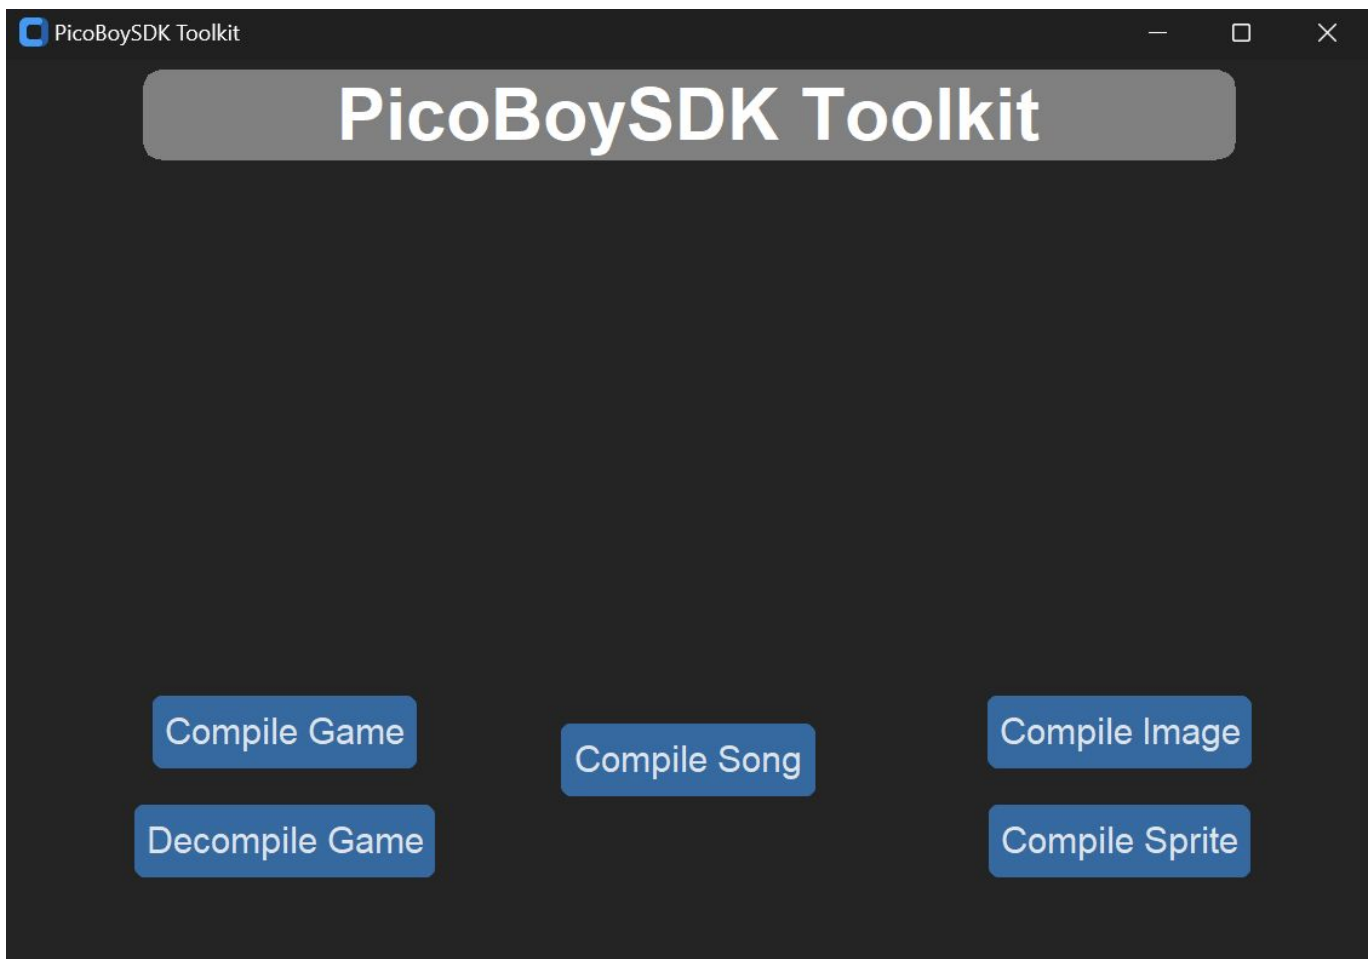 PicoBoySDK Toolkit
PicoBoySDK Toolkit
Compile Game
Compile Song
Compile Image
Decompile Game
Compile Sprite